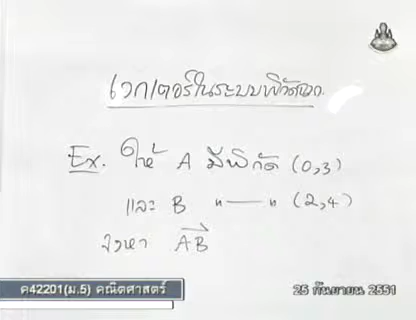 เวกเตอร์ในระบบพิกัดฉาก
Ex. ให้ A มีพิกัด (0,3)
และ B " — " (2,4)
จงหา AB
ค42201(ม.5) คณิตศาสตร์
25 กันยายน 2551